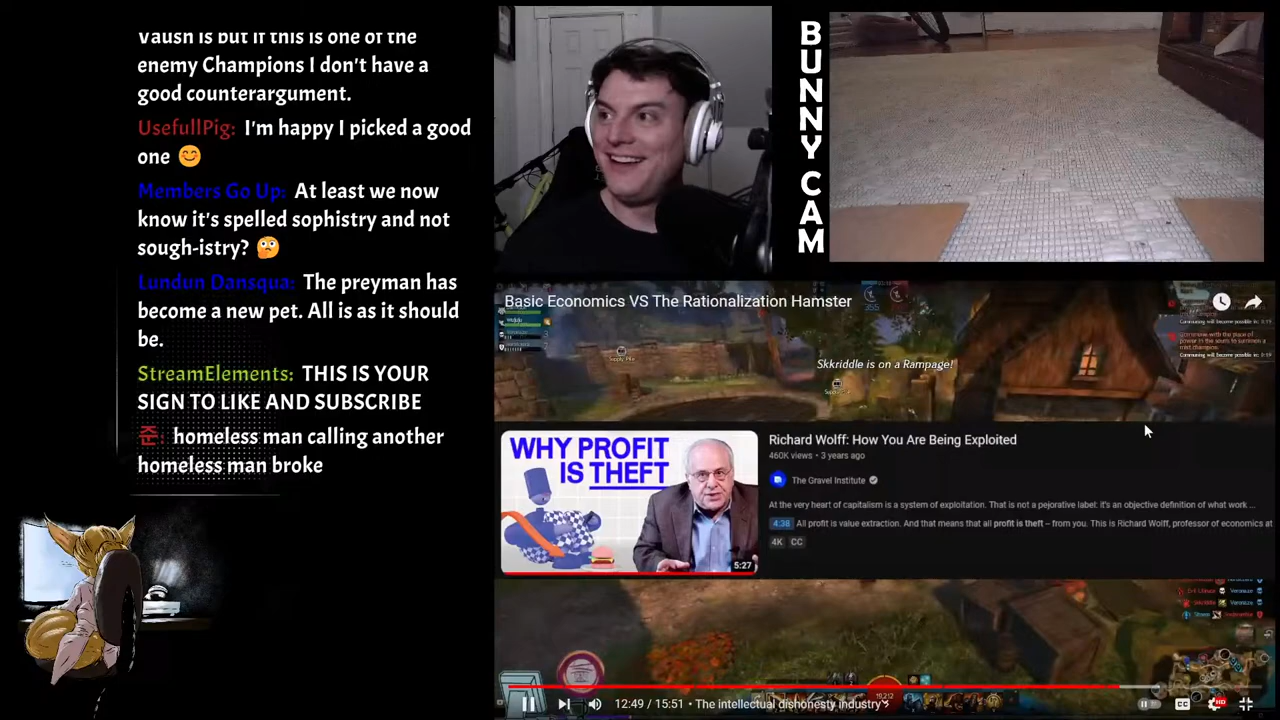 Vaush is but if this is one of the
enemy Champions I don't have a
good counterargument.
UsefullPig: I'm happy I picked a good
one 😊
Members Go Up: At least we now
know it's spelled sophistry and not
sough-istry? 🤔
Lundun Dansqua: The preyman has
become a new pet. All is as it should
be.
StreamElements: THIS IS YOUR
SIGN TO LIKE AND SUBSCRIBE
준: homeless man calling another
homeless man broke
BUNNY CAM
Basic Economics VS The Rationalization Hamster
355
Skkriddle is on a Rampage!
WHY PROFIT
IS THEFT
5:27
Richard Wolff: How You Are Being Exploited
460K views • 3 years ago
The Gravel Institute
At the very heart of capitalism is a system of exploitation. That is not a pejorative label: it's an objective definition of what work ...
4:38 All profit is value extraction. And that means that all profit is theft – from you. This is Richard Wolff, professor of economics at
4K CC
12:49 / 15:51 • The intellectual dishonesty industry
HD